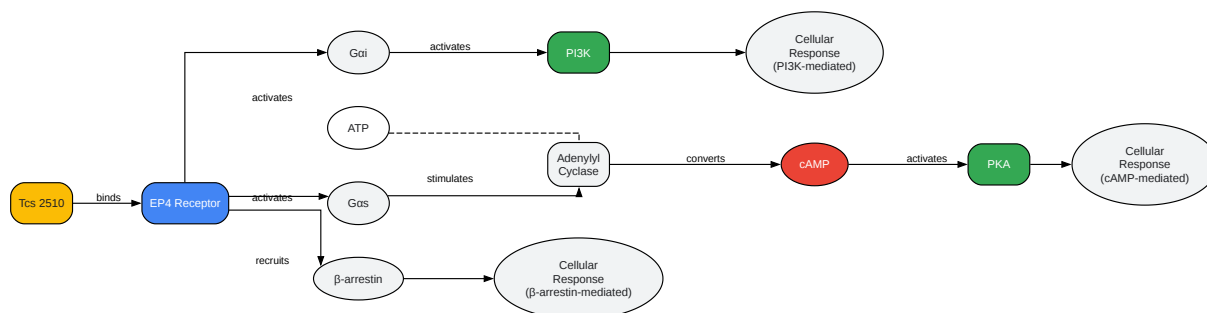 Gαi
activates
PI3K
Cellular
Response
(PI3K-mediated)
activates
ATP
Adenylyl
Cyclase
converts
cAMP
activates
PKA
Cellular
Response
(cAMP-mediated)
Tcs 2510
binds
EP4 Receptor
activates
Gαs
stimulates
recruits
β-arrestin
Cellular
Response
(β-arrestin-mediated)